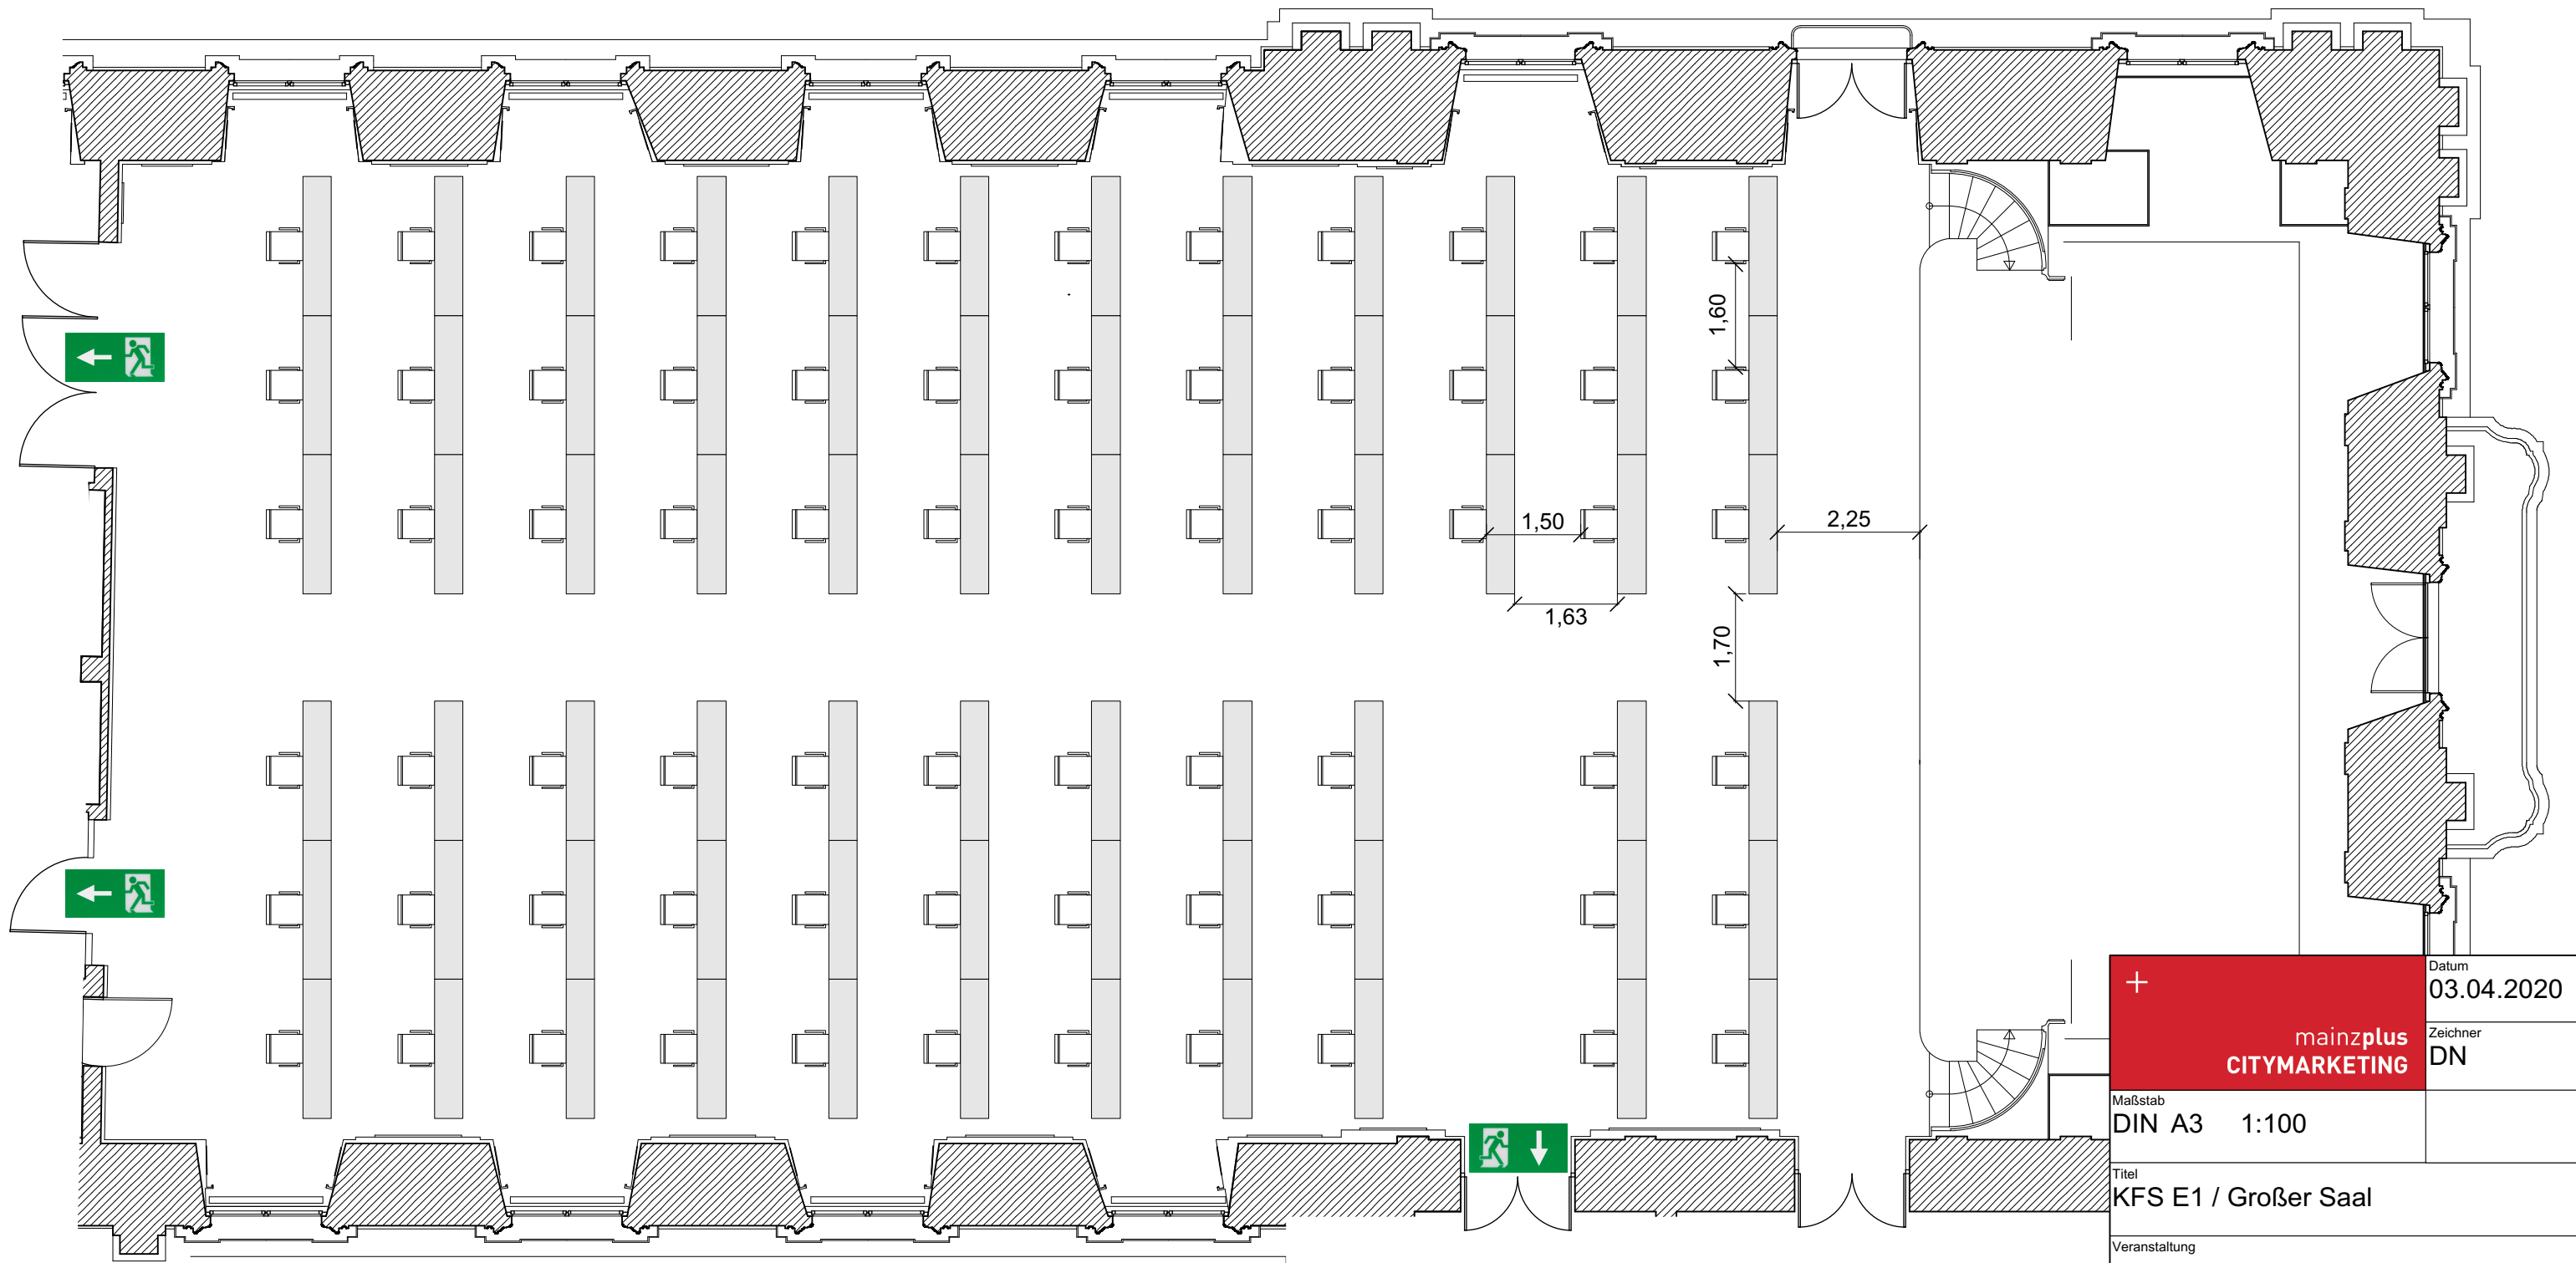 1,60
1,50
2,25
1,63
1,70
+
mainzplus
CITYMARKETING
Datum
03.04.2020
Zeichner
DN
Maßstab
DIN A3 1:100
Titel
KFS E1 / Großer Saal
Veranstaltung